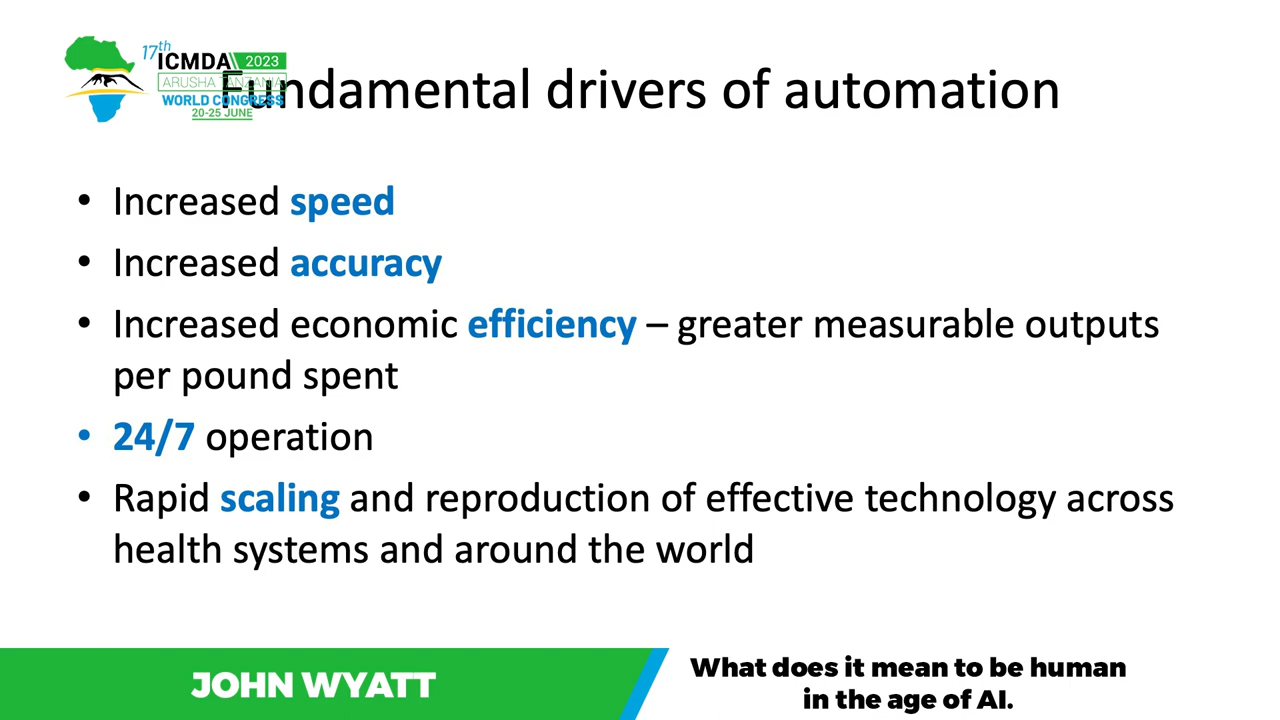 17th
ICMDA 2023
ARUSHA TANZANIA
WORLD CONGRESS
20-25 JUNE
Fundamental drivers of automation
• Increased speed
• Increased accuracy
• Increased economic efficiency – greater measurable outputs
per pound spent
• 24/7 operation
• Rapid scaling and reproduction of effective technology across
health systems and around the world
JOHN WYATT
What does it mean to be human
in the age of AI.